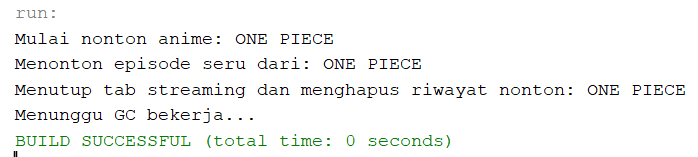 run:
Mulai nonton anime: ONE PIECE
Menonton episode seru dari: ONE PIECE
Menutup tab streaming dan menghapus riwayat nonton: ONE PIECE
Menunggu GC bekerja...
BUILD SUCCESSFUL (total time: 0 seconds)